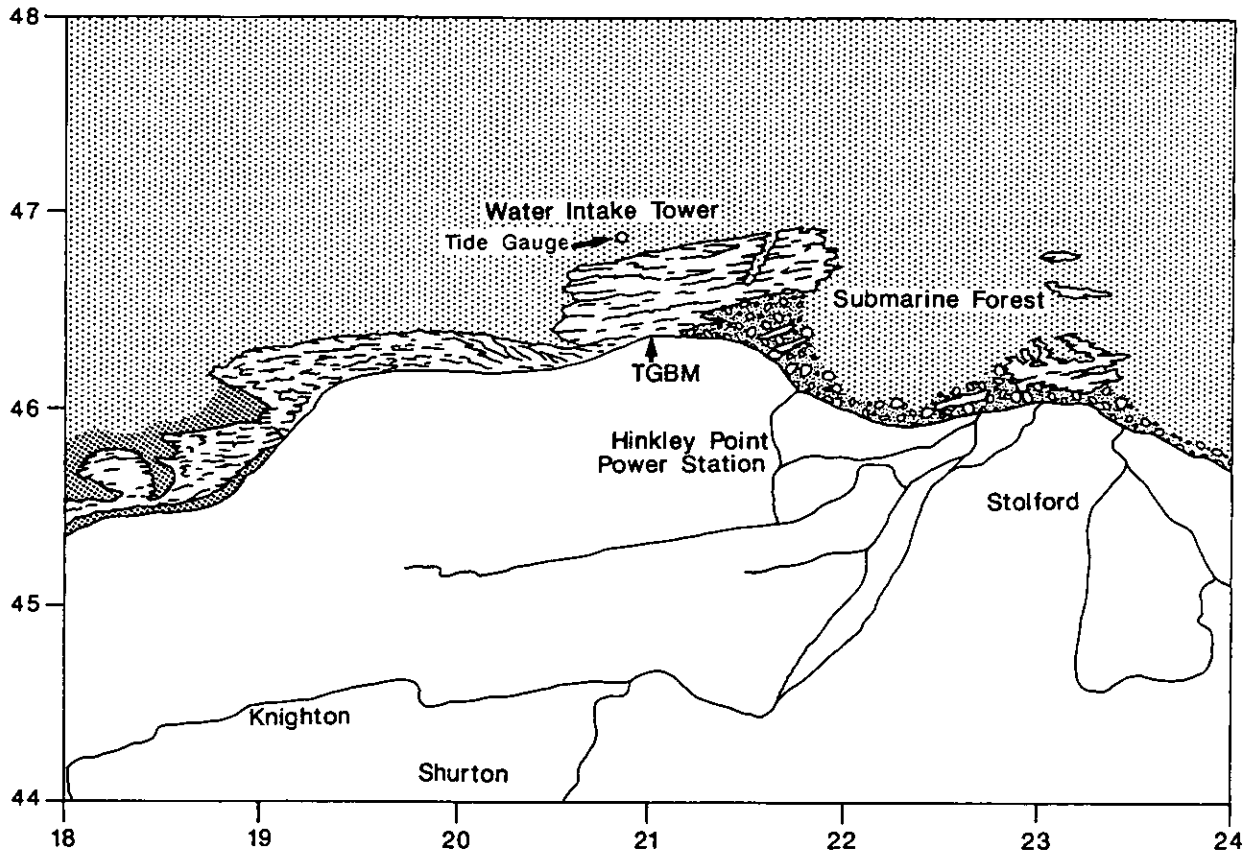 48
47
Water Intake Tower
Tide Gauge
Submarine Forest
TGBM
46
Hinkley Point
Power Station
Stolford
45
Knighton
Shurton
44
18
19
20
21
22
23
24